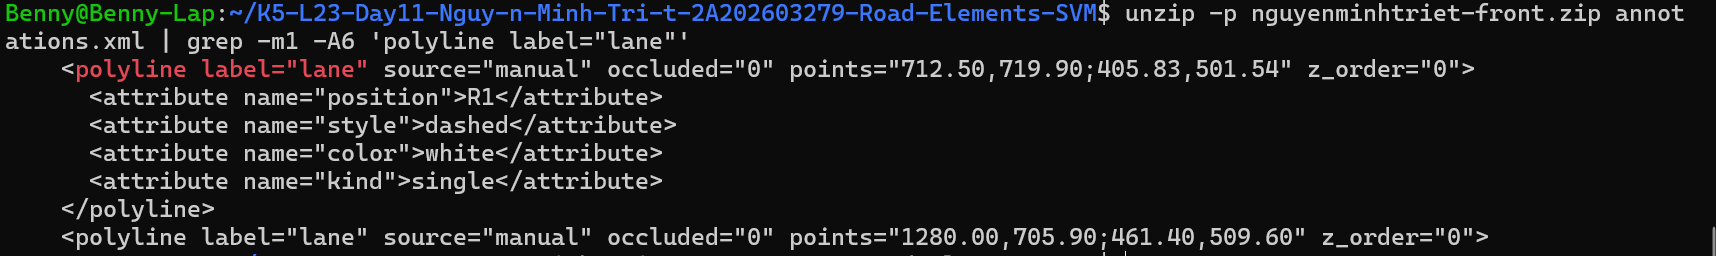 Benny@Benny-Lap:~/K5-L23-Day11-Nguy-n-Minh-Tri-t-2A202603279-Road-Elements-SVM$ unzip -p nguyenminhtriet-front.zip annot
ations.xml | grep -m1 -A6 'polyline label="lane"'
    <polyline label="lane" source="manual" occluded="0" points="712.50,719.90;405.83,501.54" z_order="0">
      <attribute name="position">R1</attribute>
      <attribute name="style">dashed</attribute>
      <attribute name="color">white</attribute>
      <attribute name="kind">single</attribute>
    </polyline>
    <polyline label="lane" source="manual" occluded="0" points="1280.00,705.90;461.40,509.60" z_order="0">